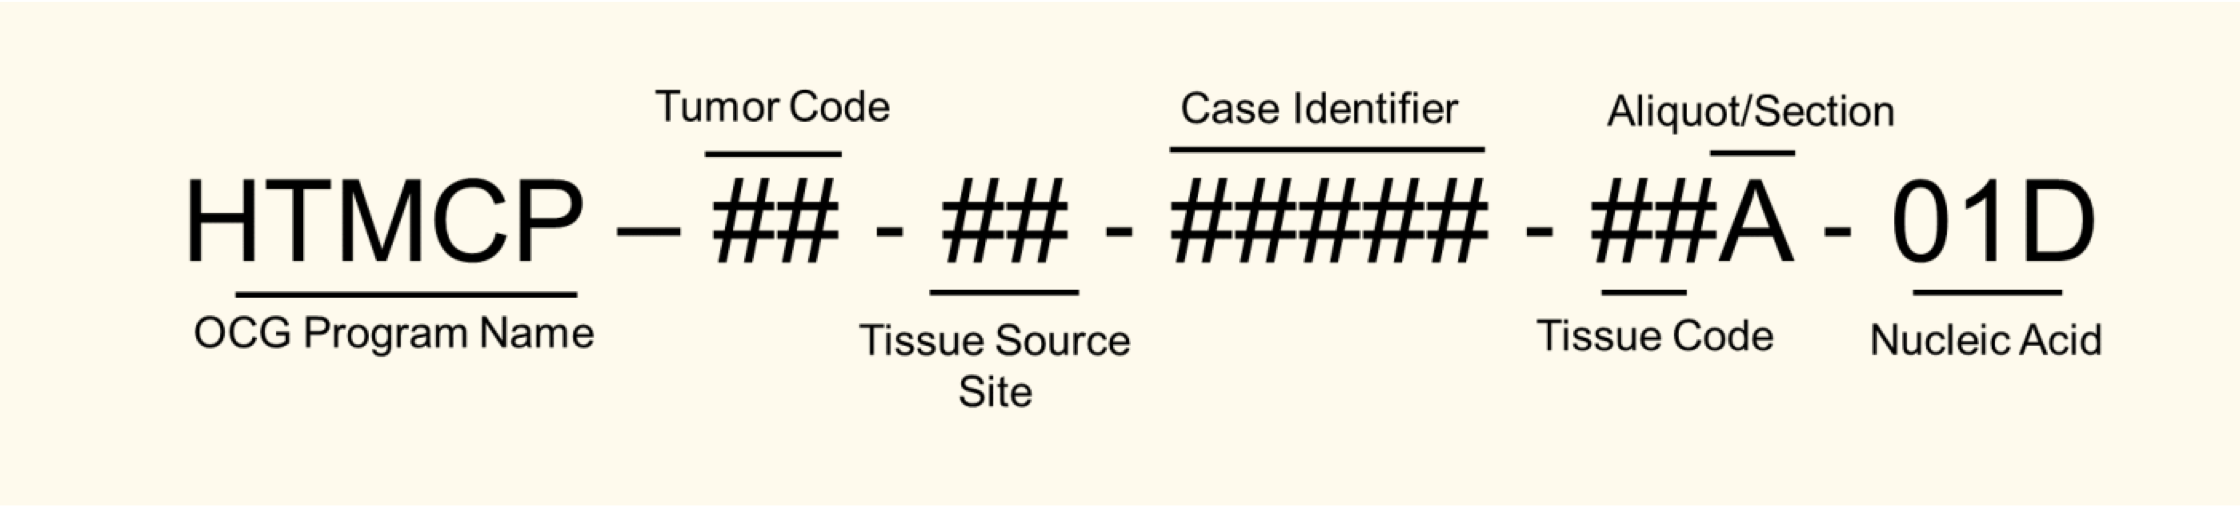 Tumor Code
Case Identifier
Aliquot/Section
HTMCP – ## - ## - ##### - ##A - 01D
OCG Program Name
Tissue Source
Site
Tissue Code
Nucleic Acid